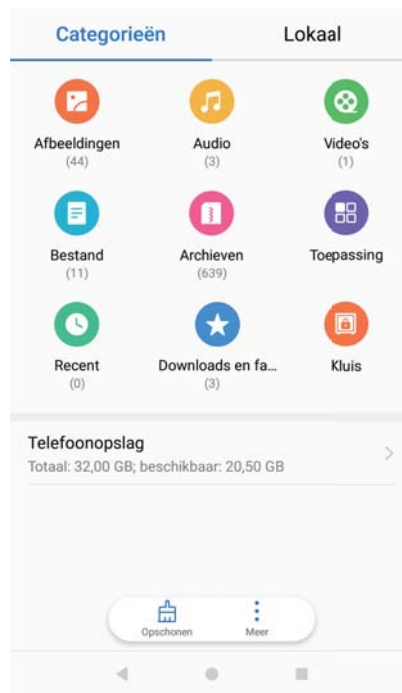 Categorieën Lokaal
Afbeeldingen Audio Video's
(44) (3) (1)
Bestand Archieven Toepassing
(11) (639)
Recent Downloads en fa... Kluis
(0) (3)
Telefoonopslag
Totaal: 32,00 GB; beschikbaar: 20,50 GB
Opschonen Meer